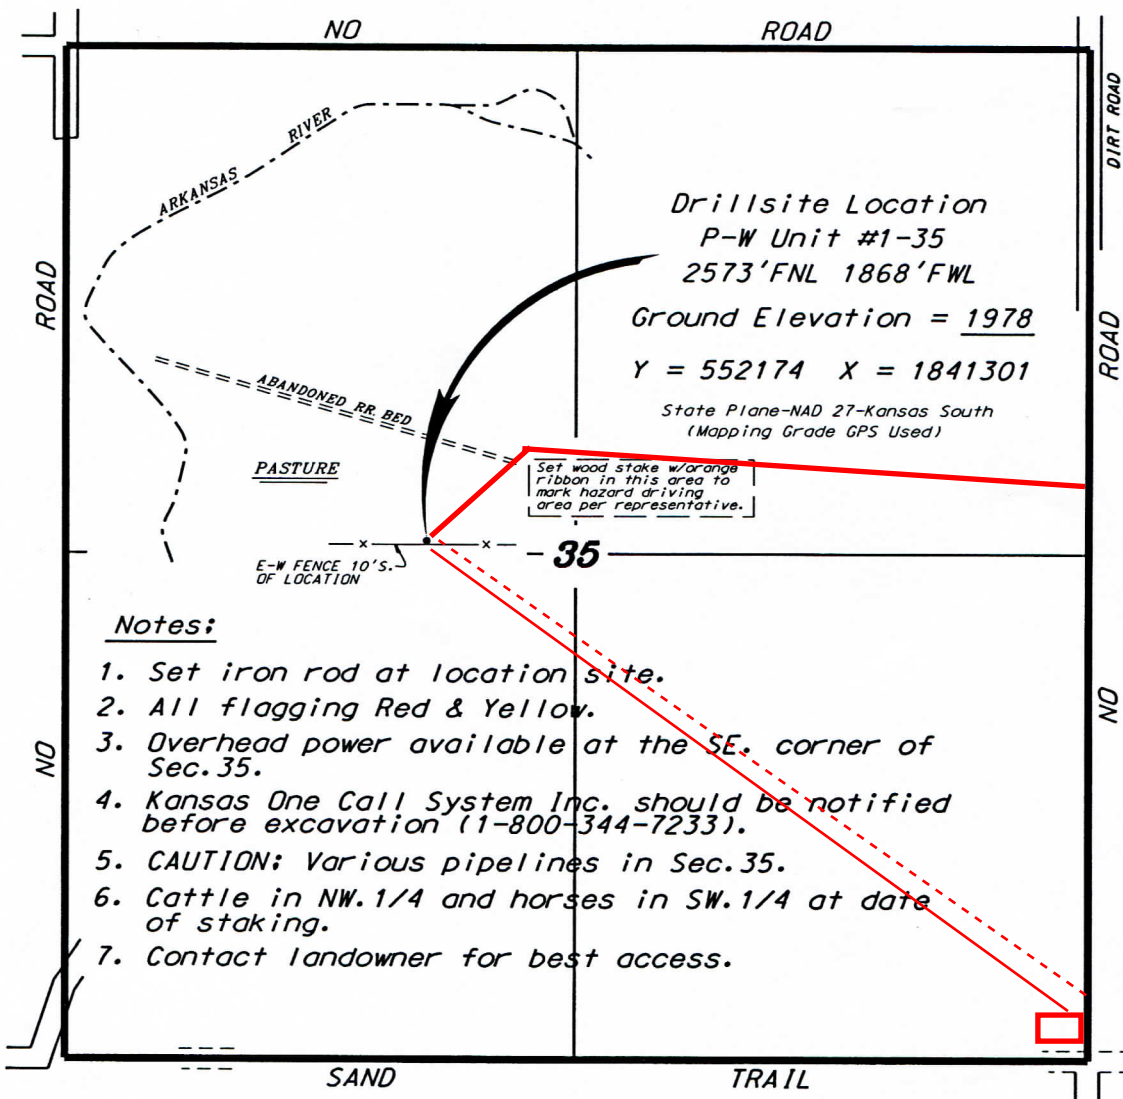 NO ROAD
DIRT ROAD
RIVER
ARKANSAS
Drillsite Location
P-W Unit #1-35
2573'FNL 1868'FWL
ROAD
Ground Elevation = 1978
ROAD
Y = 552174 X = 1841301
ABANDONED RR BED
State Plane-NAD 27-Kansas South
(Mapping Grade GPS Used)
PASTURE
Set wood stake w/orange
ribbon in this area to
mark hazard driving
area per representative.
x x
35
E-W FENCE 10'S.
OF LOCATION
Notes:
1. Set iron rod at location site.
2. All flagging Red & Yellow.
NO
3. Overhead power available at the SE. corner of
Sec.35.
NO
4. Kansas One Call System Inc. should be notified
before excavation (1-800-344-7233).
5. CAUTION: Various pipelines in Sec.35.
6. Cattle in NW.1/4 and horses in SW.1/4 at date
of staking.
7. Contact landowner for best access.
SAND TRAIL